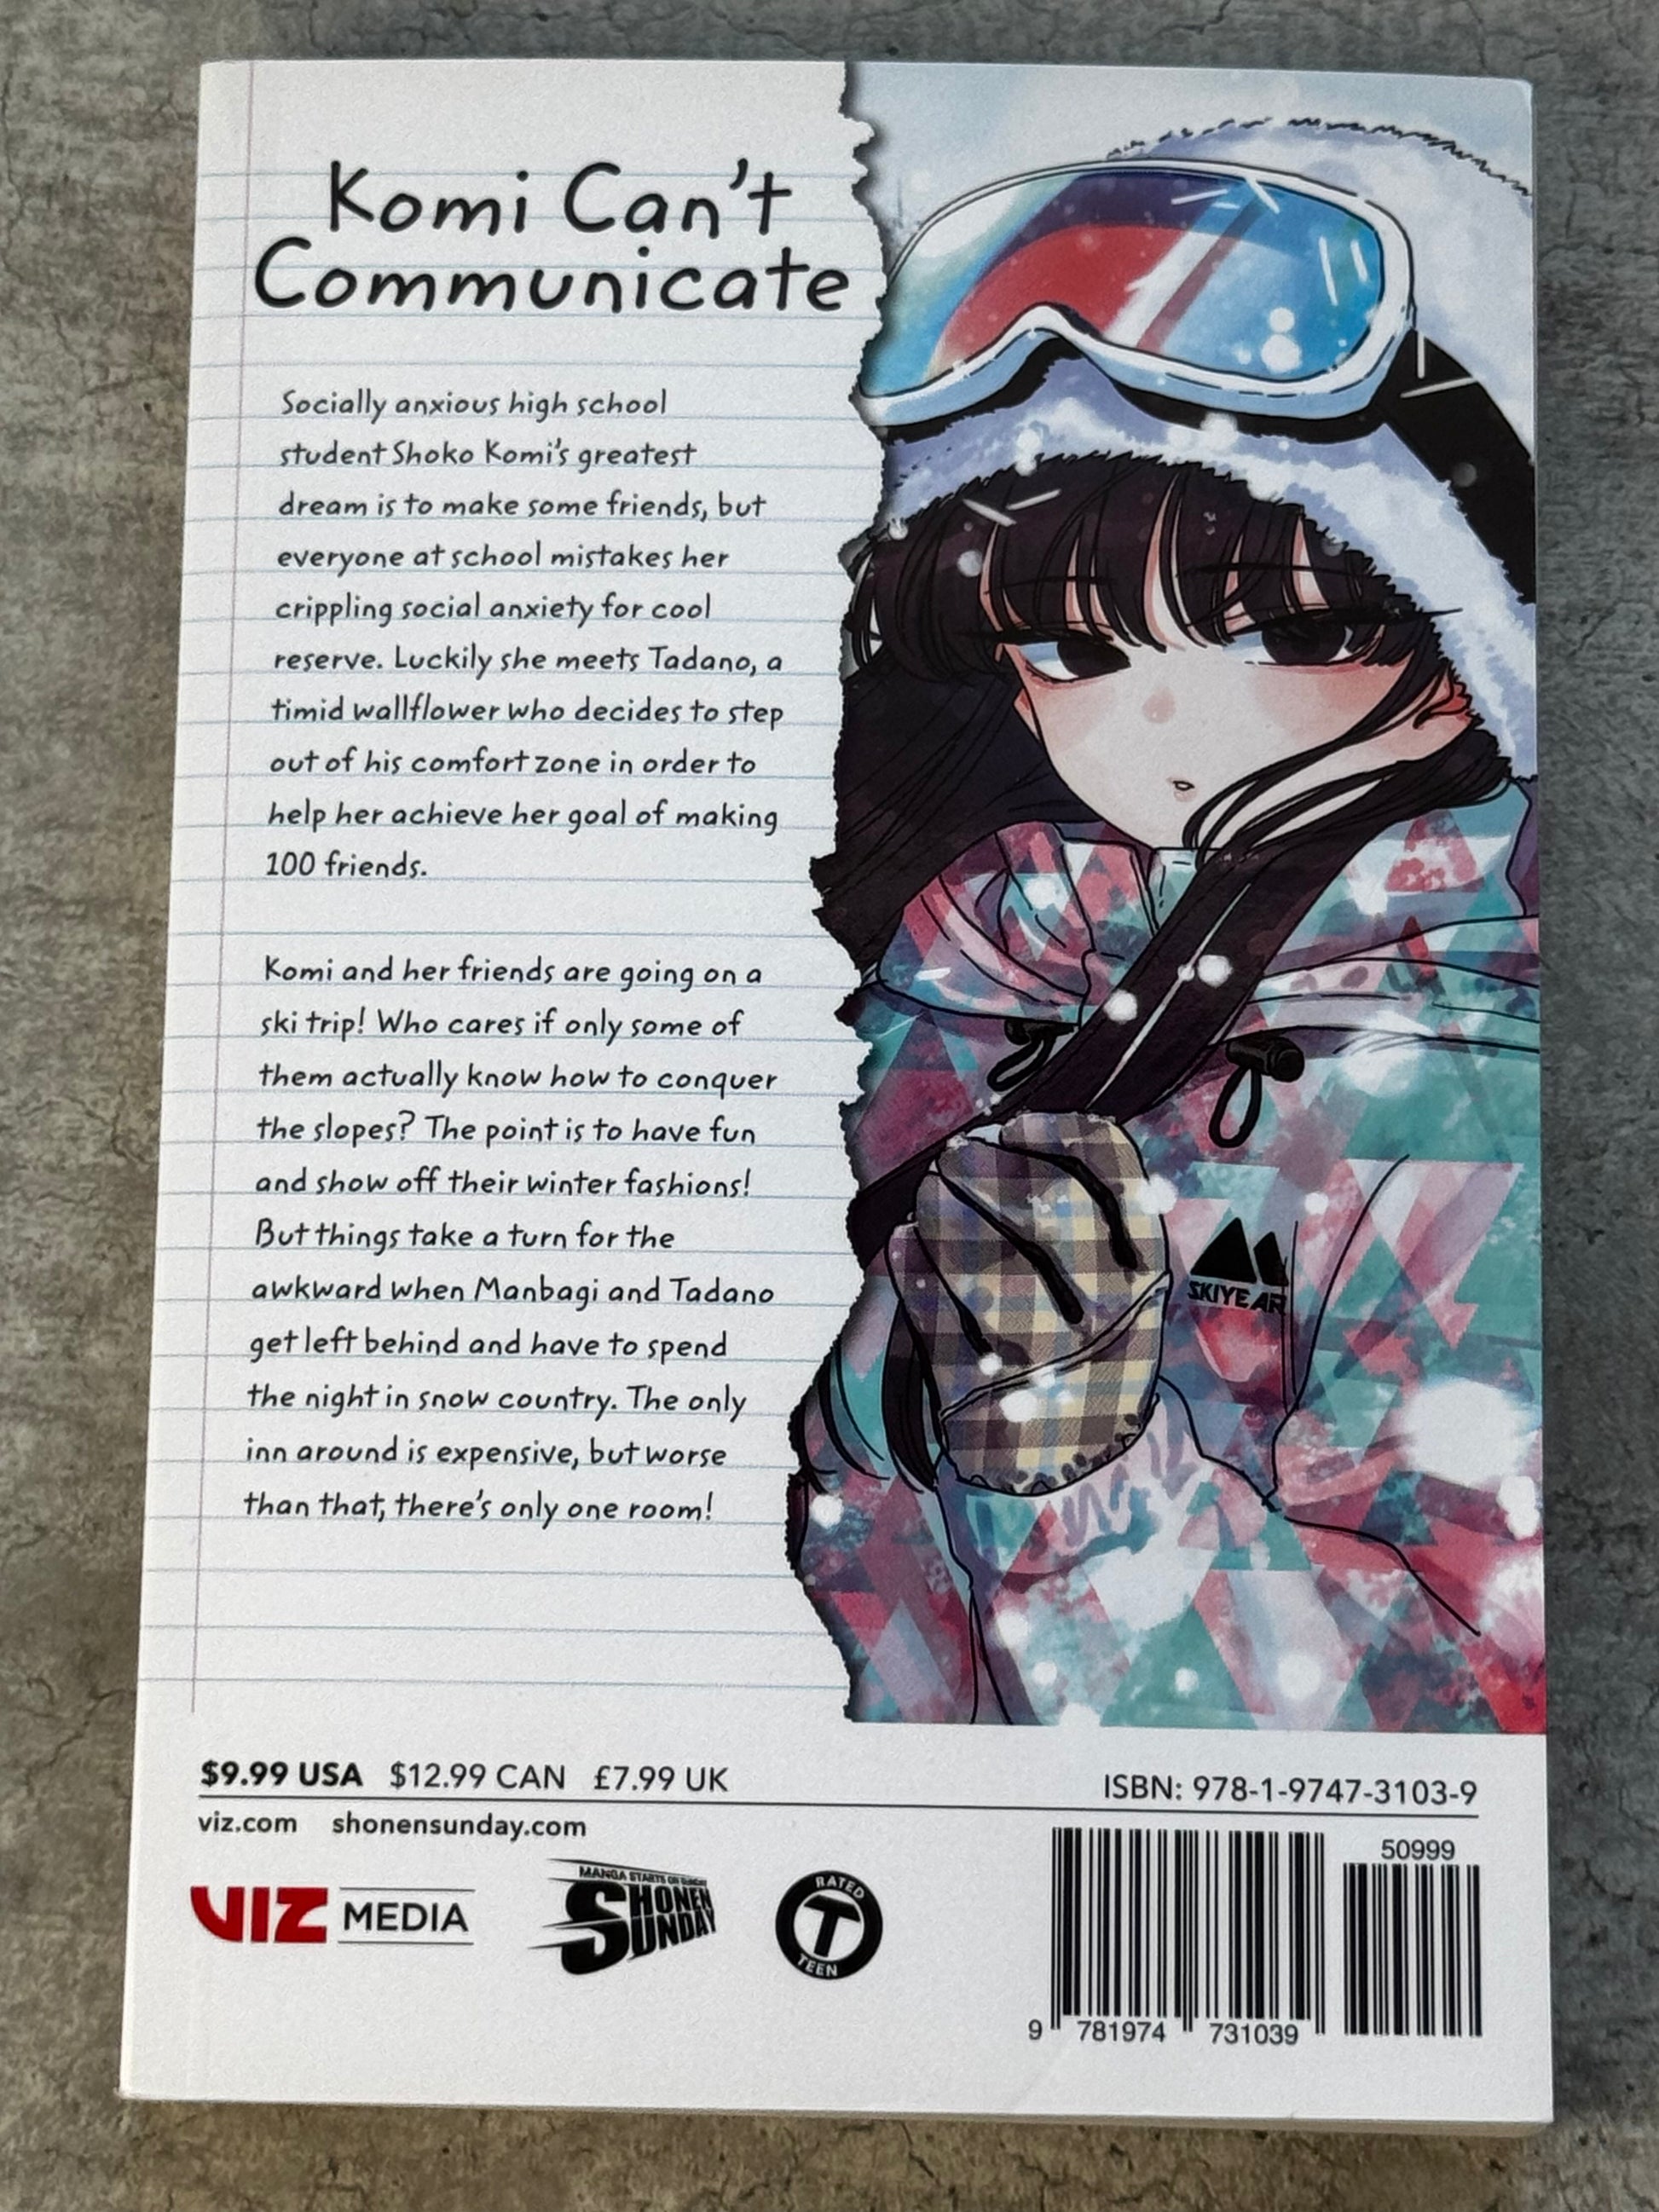 Komi Can't
Communicate
Socially anxious high school
student Shoko Komi's greatest
dream is to make some friends, but
everyone at school mistakes her
crippling social anxiety for cool
reserve. Luckily she meets Tadano, a
timid wallflower who decides to step
out of his comfort zone in order to
help her achieve her goal of making
100 friends.
Komi and her friends are going on a
ski trip! Who cares if only some of
them actually know how to conquer
the slopes? The point is to have fun
and show off their winter fashions!
But things take a turn for the
awkward when Manbagi and Tadano
get left behind and have to spend
the night in snow country. The only
inn around is expensive, but worse
than that, there's only one room!
SKIYEAR
$9.99 USA $12.99 CAN £7.99 UK
ISBN: 978-1-9747-3103-9
viz.com shonensunday.com
VIZ MEDIA
MANGA STARTS ON SUNDAY
SHONEN
SUNDAY
RATED
T
TEEN
50999
9 781974 731039